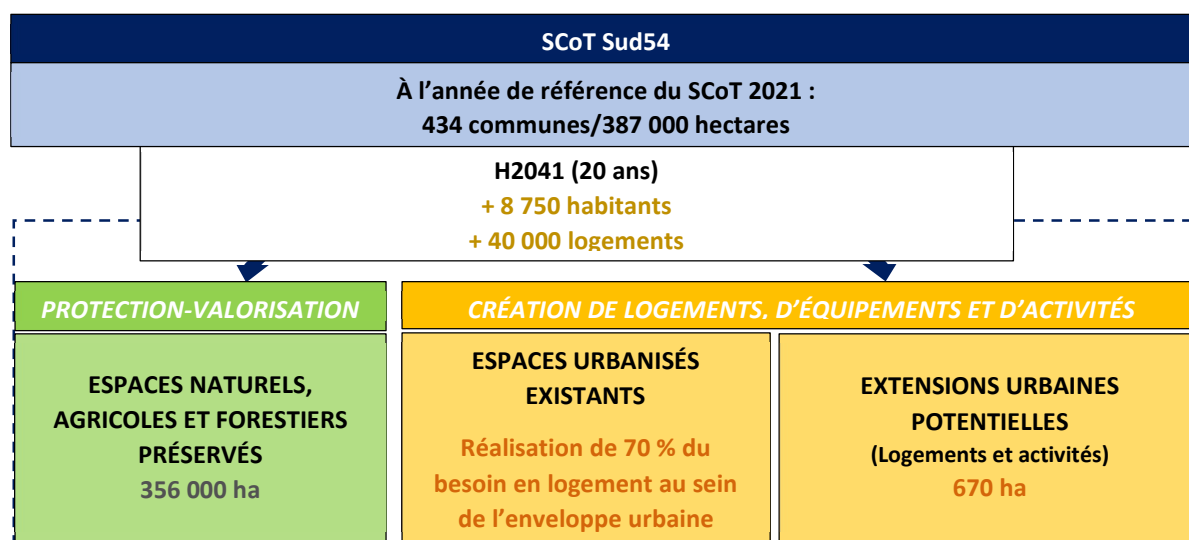 SCoT Sud54
À l’année de référence du SCoT 2021 :
434 communes/387 000 hectares
H2041 (20 ans)
+ 8 750 habitants
+ 40 000 logements
PROTECTION-VALORISATION
ESPACES NATURELS,
AGRICOLES ET FORESTIERS
PRÉSERVÉS
356 000 ha
CRÉATION DE LOGEMENTS, D’ÉQUIPEMENTS ET D’ACTIVITÉS
ESPACES URBANISÉS
EXISTANTS
Réalisation de 70 % du
besoin en logement au sein
de l’enveloppe urbaine
EXTENSIONS URBAINES
POTENTIELLES
(Logements et activités)
670 ha